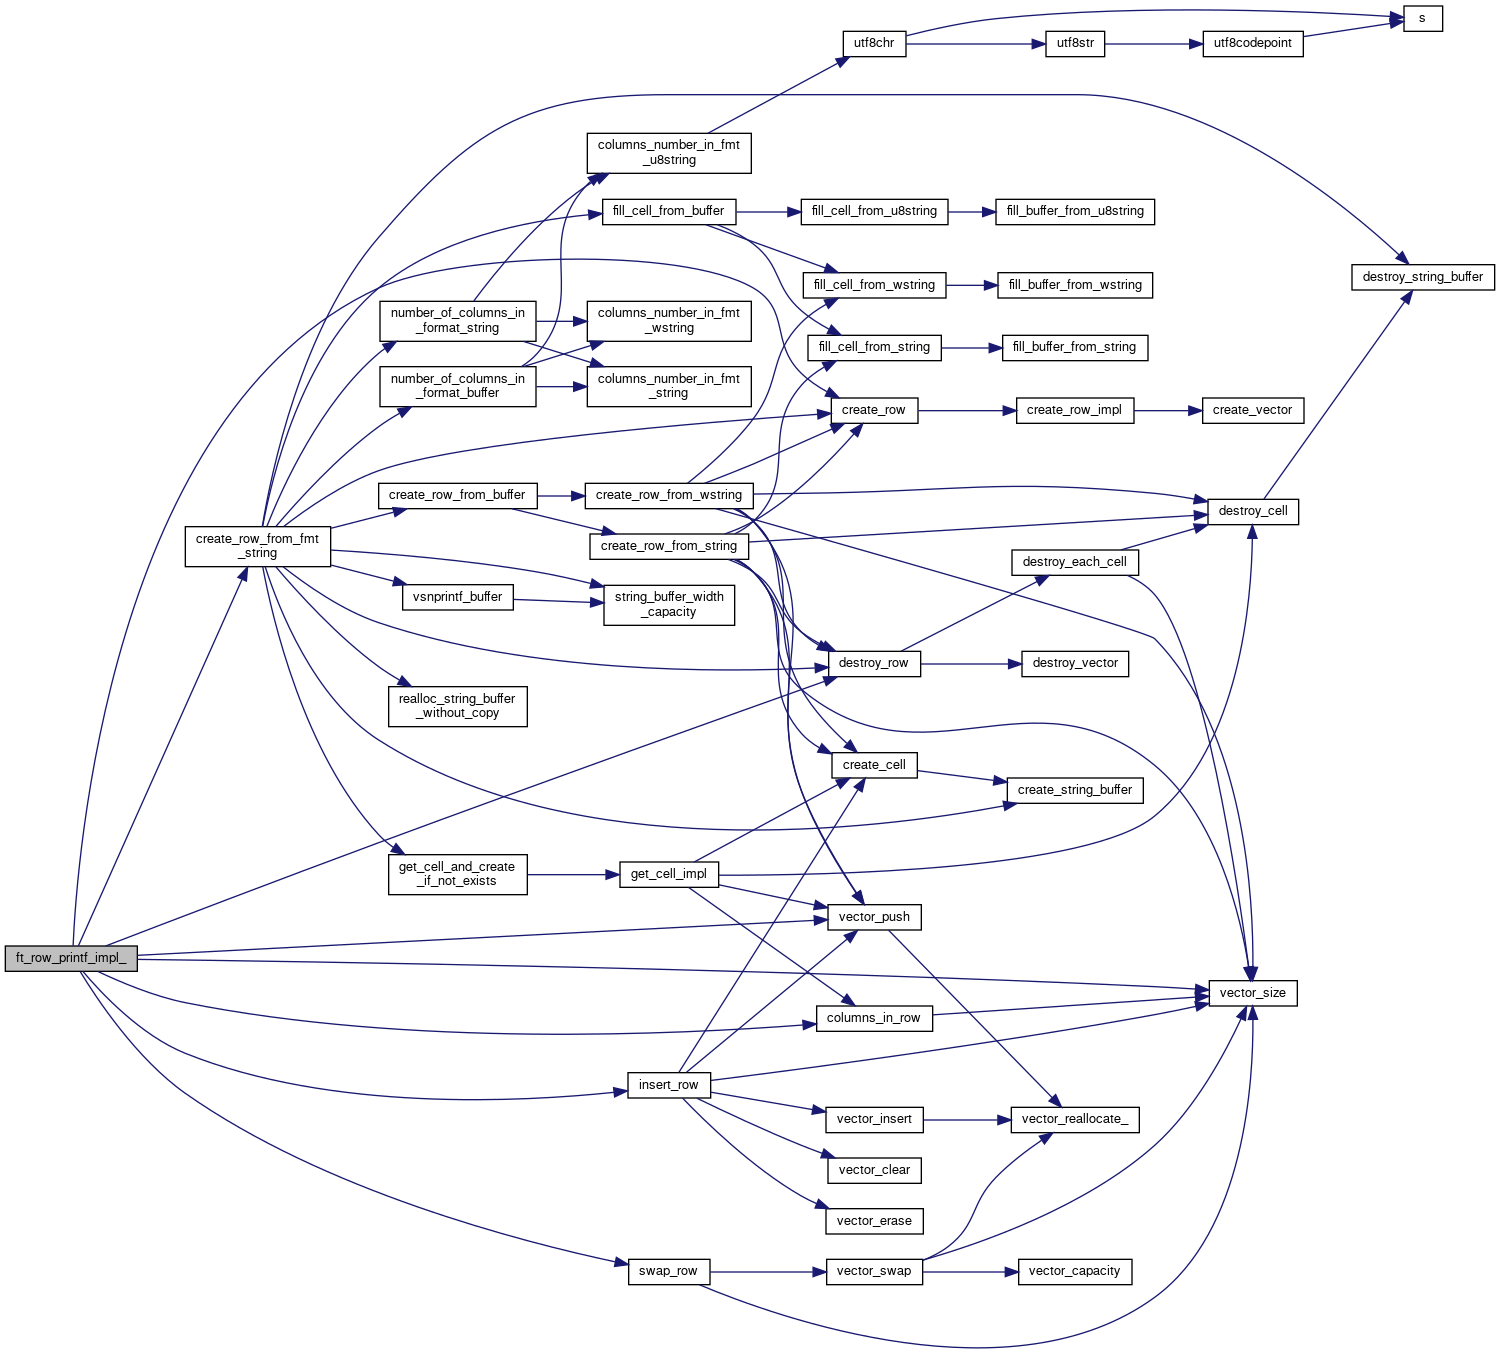 s
utf8chr
utf8str
utf8codepoint
columns_number_in_fmt
_u8string
fill_cell_from_buffer
fill_cell_from_u8string
fill_buffer_from_u8string
destroy_string_buffer
fill_cell_from_wstring
fill_buffer_from_wstring
number_of_columns_in
_format_string
columns_number_in_fmt
_wstring
fill_cell_from_string
fill_buffer_from_string
number_of_columns_in
_format_buffer
columns_number_in_fmt
_string
create_row
create_row_impl
create_vector
create_row_from_buffer
create_row_from_wstring
destroy_cell
create_row_from_fmt
_string
create_row_from_string
destroy_each_cell
vsnprintf_buffer
string_buffer_width
_capacity
destroy_row
destroy_vector
realloc_string_buffer
_without_copy
create_cell
create_string_buffer
get_cell_and_create
_if_not_exists
get_cell_impl
vector_push
ft_row_printf_impl_
vector_size
columns_in_row
insert_row
vector_insert
vector_reallocate_
vector_clear
vector_erase
swap_row
vector_swap
vector_capacity